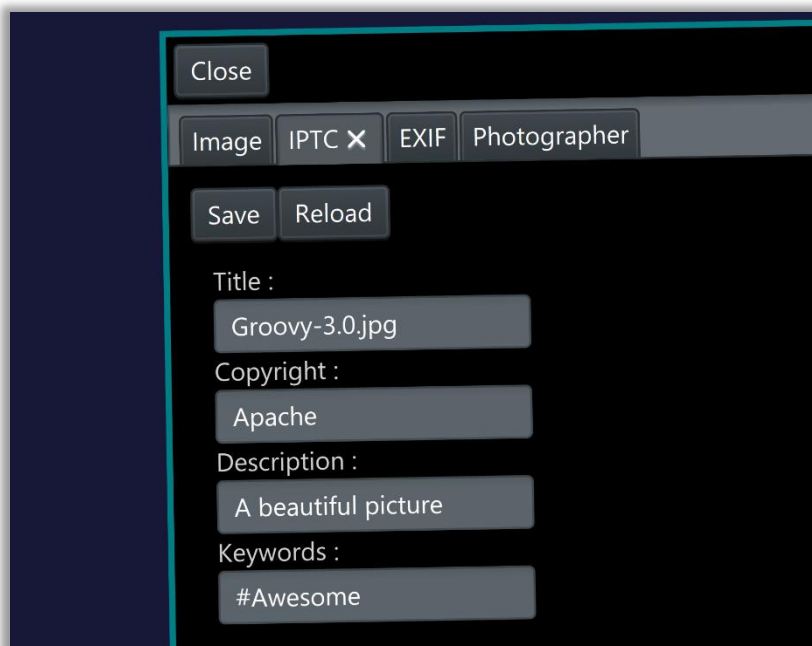 Close
Image IPTC EXIF Photographer
Save Reload
Title :
Groovy-3.0.jpg
Copyright :
Apache
Description :
A beautiful picture
Keywords :
#Awesome